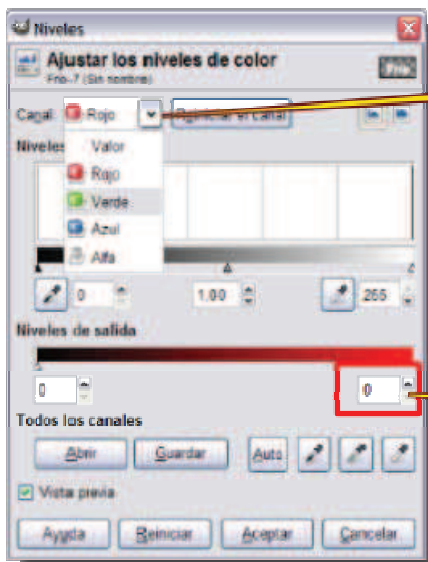 Niveles
Ajustar los niveles de color
Frio-7 (Sin nombre)
Canal: Rojo Reiniciar el canal
Niveles
Valor
Rojo
Verde
Azul
Alfa
0 1.00 255
Niveles de salida
0 0
Todos los canales
Abrir Guardar Auto
Vista previa
Ayuda Reiniciar Aceptar Cancelar